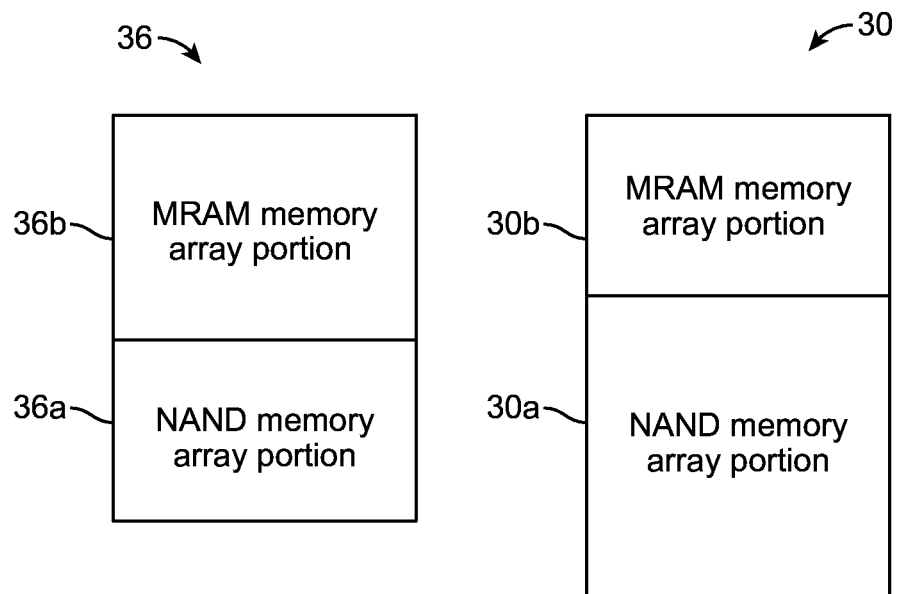 36
30
MRAM memory
array portion
36b
NAND memory
array portion
36a
MRAM memory
array portion
30b
NAND memory
array portion
30a